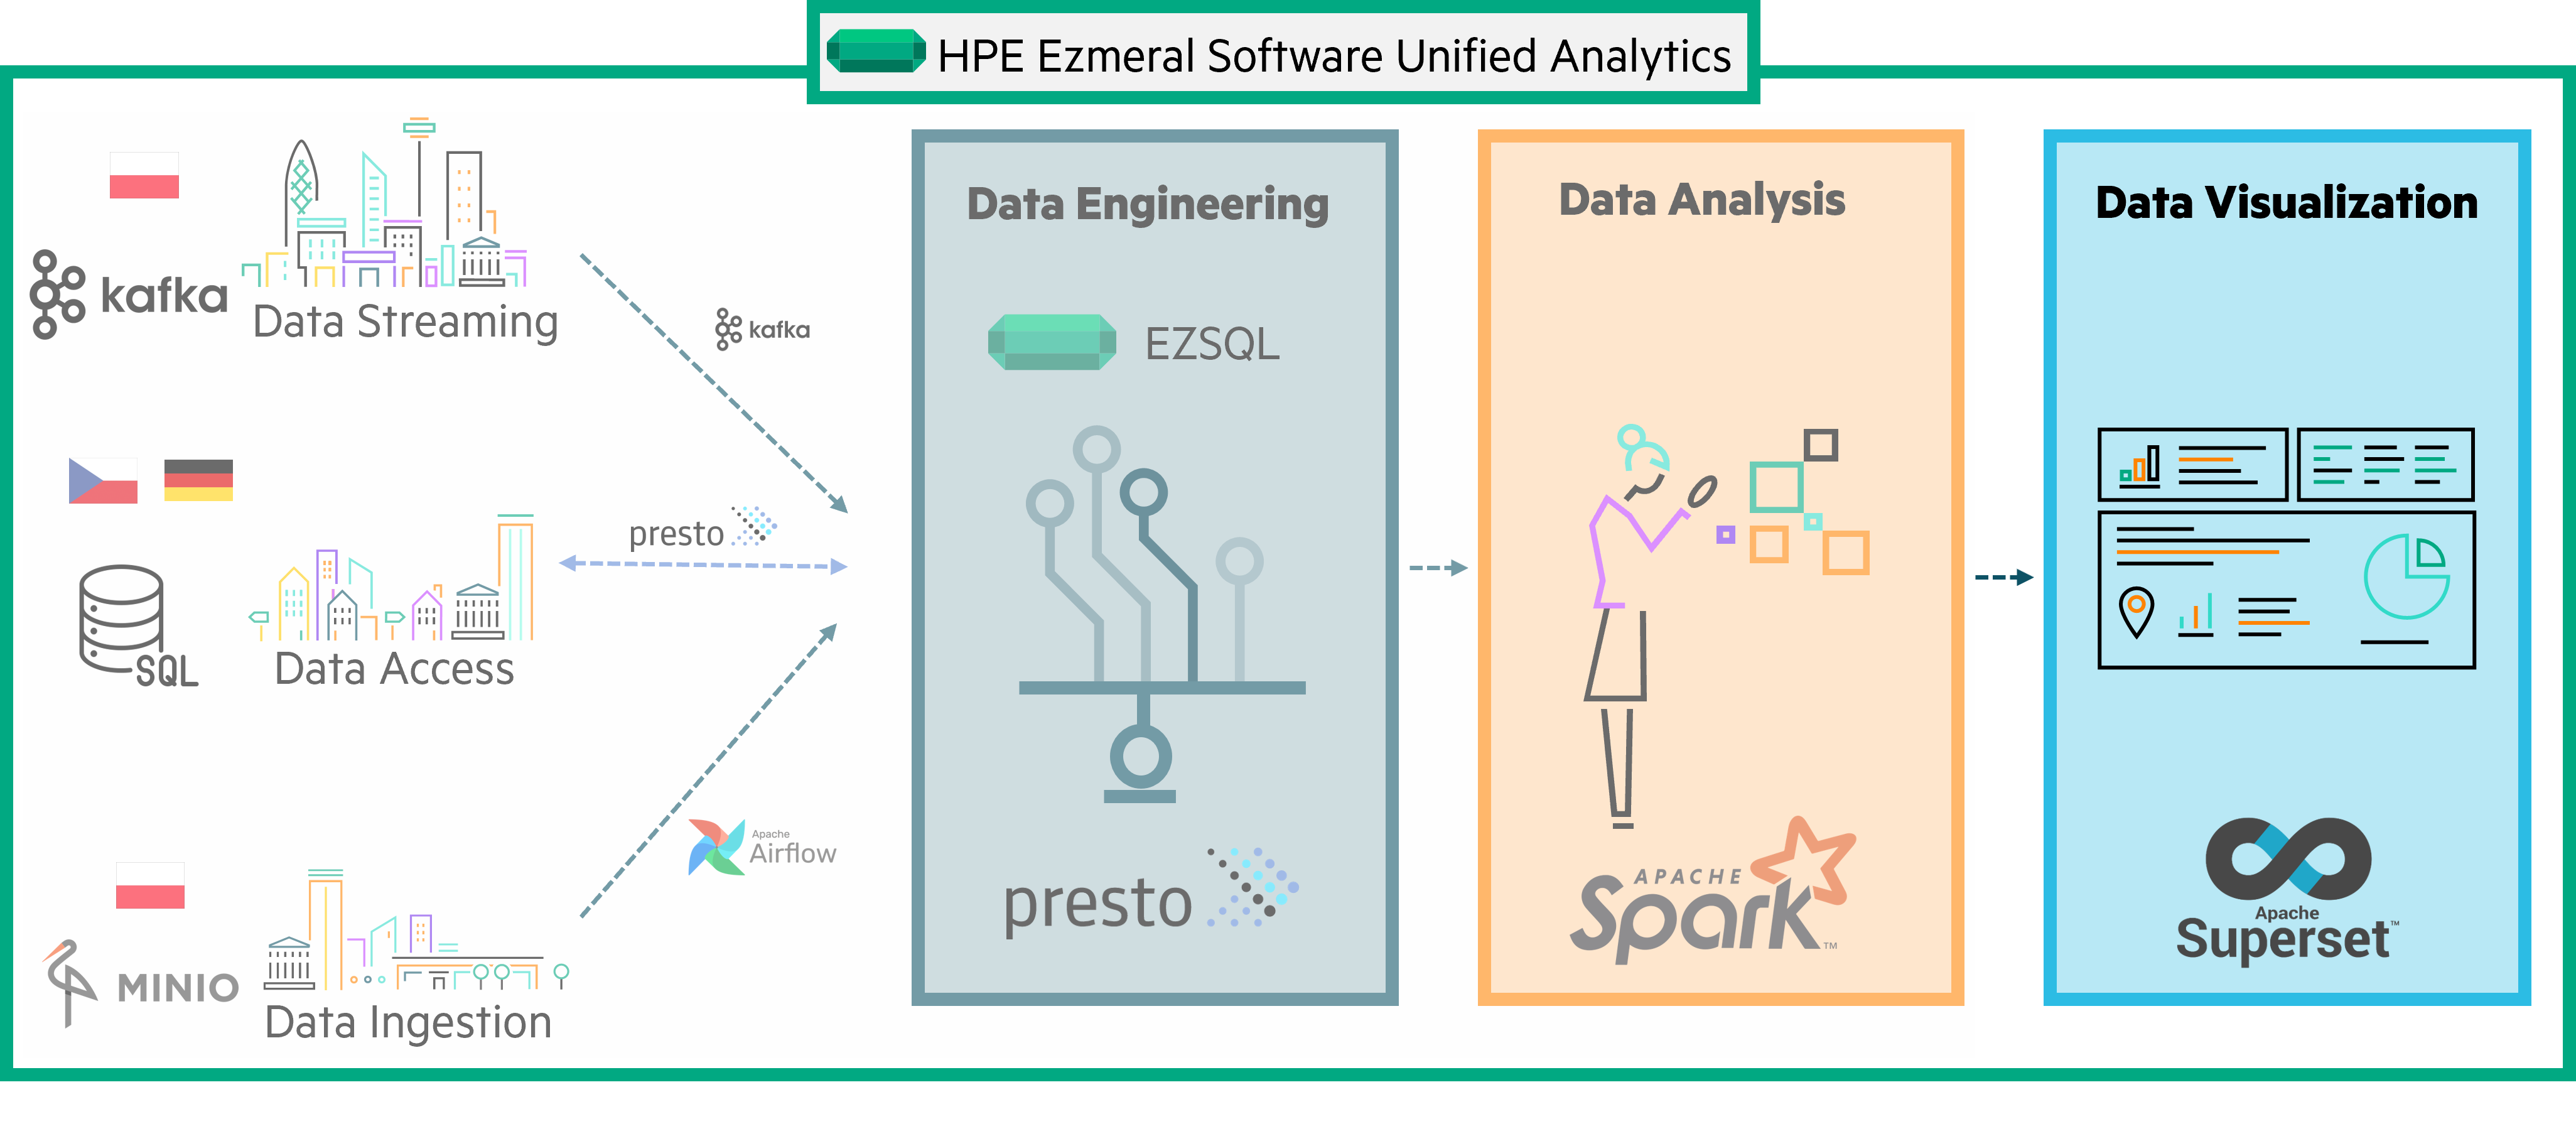 HPE Ezmeral Software Unified Analytics
kafka
Data Streaming
kafka
SQL
Data Access
presto
MINIO
Data Ingestion
Apache
Airflow
Data Engineering
EZSQL
presto
Data Analysis
APACHE
Spark™
Data Visualization
Apache
Superset™